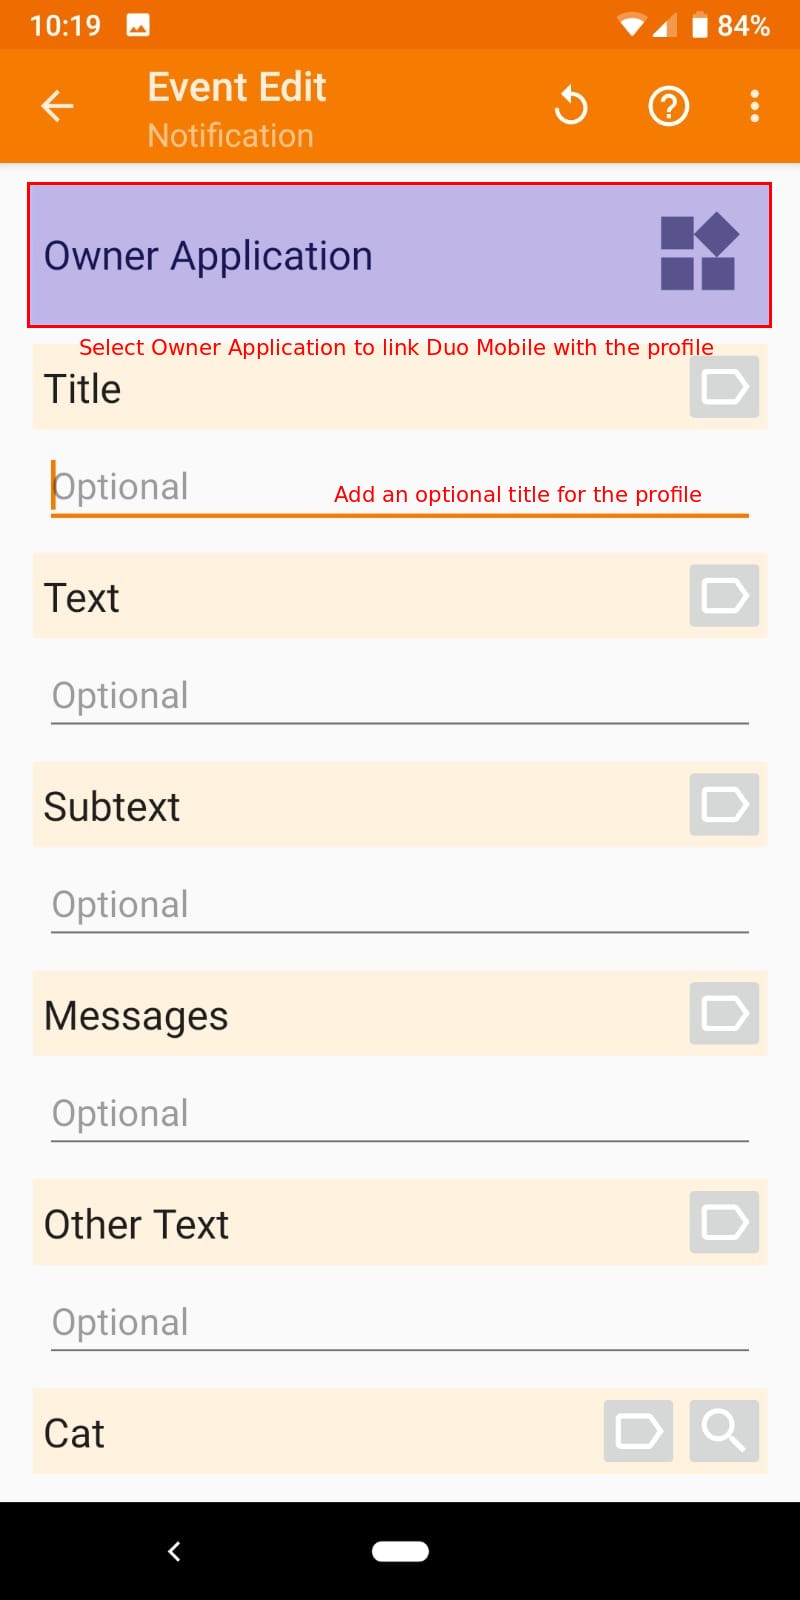 10:19
84%
Event Edit
Notification
Owner Application
Select Owner Application to link Duo Mobile with the profile
Title
Optional
Add an optional title for the profile
Text
Optional
Subtext
Optional
Messages
Optional
Other Text
Optional
Cat